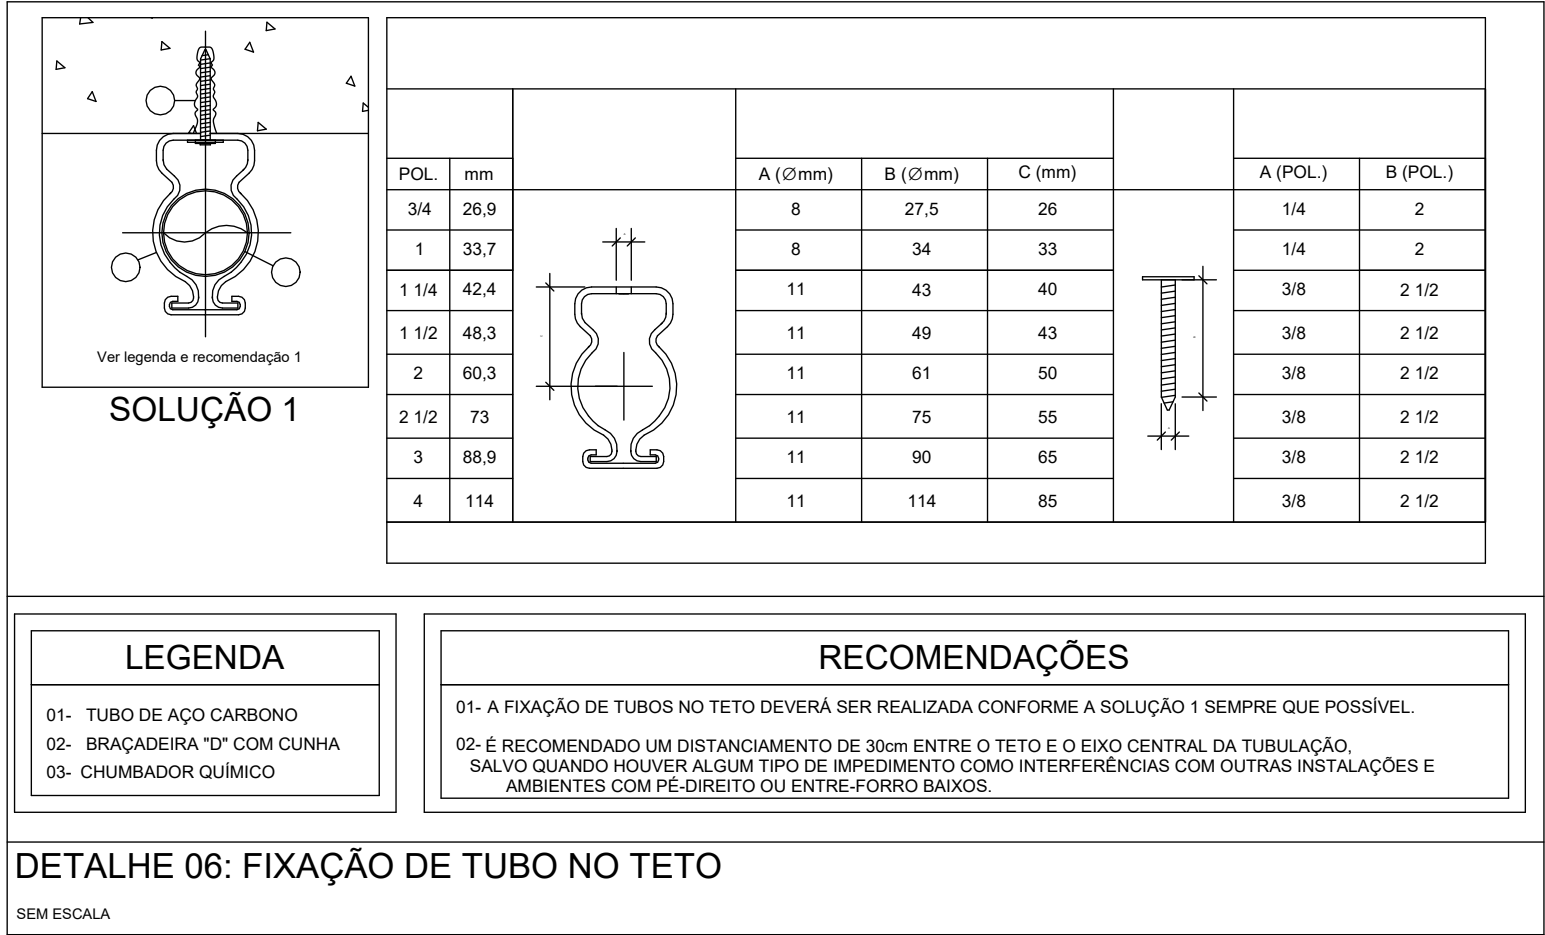 Ver legenda e recomendação 1
SOLUÇÃO 1
POL. mm A (∅mm) B (∅mm) C (mm) A (POL.) B (POL.)
3/4 26,9 8 27,5 26 1/4 2
1 33,7 8 34 33 1/4 2
1 1/4 42,4 11 43 40 3/8 2 1/2
1 1/2 48,3 11 49 43 3/8 2 1/2
2 60,3 11 61 50 3/8 2 1/2
2 1/2 73 11 75 55 3/8 2 1/2
3 88,9 11 90 65 3/8 2 1/2
4 114 11 114 85 3/8 2 1/2
LEGENDA
01- TUBO DE AÇO CARBONO
02- BRAÇADEIRA "D" COM CUNHA
03- CHUMBADOR QUÍMICO
RECOMENDAÇÕES
01- A FIXAÇÃO DE TUBOS NO TETO DEVERÁ SER REALIZADA CONFORME A SOLUÇÃO 1 SEMPRE QUE POSSÍVEL.
02- É RECOMENDADO UM DISTANCIAMENTO DE 30cm ENTRE O TETO E O EIXO CENTRAL DA TUBULAÇÃO,
SALVO QUANDO HOUVER ALGUM TIPO DE IMPEDIMENTO COMO INTERFERÊNCIAS COM OUTRAS INSTALAÇÕES E
AMBIENTES COM PÉ-DIREITO OU ENTRE-FORRO BAIXOS.
DETALHE 06: FIXAÇÃO DE TUBO NO TETO
SEM ESCALA